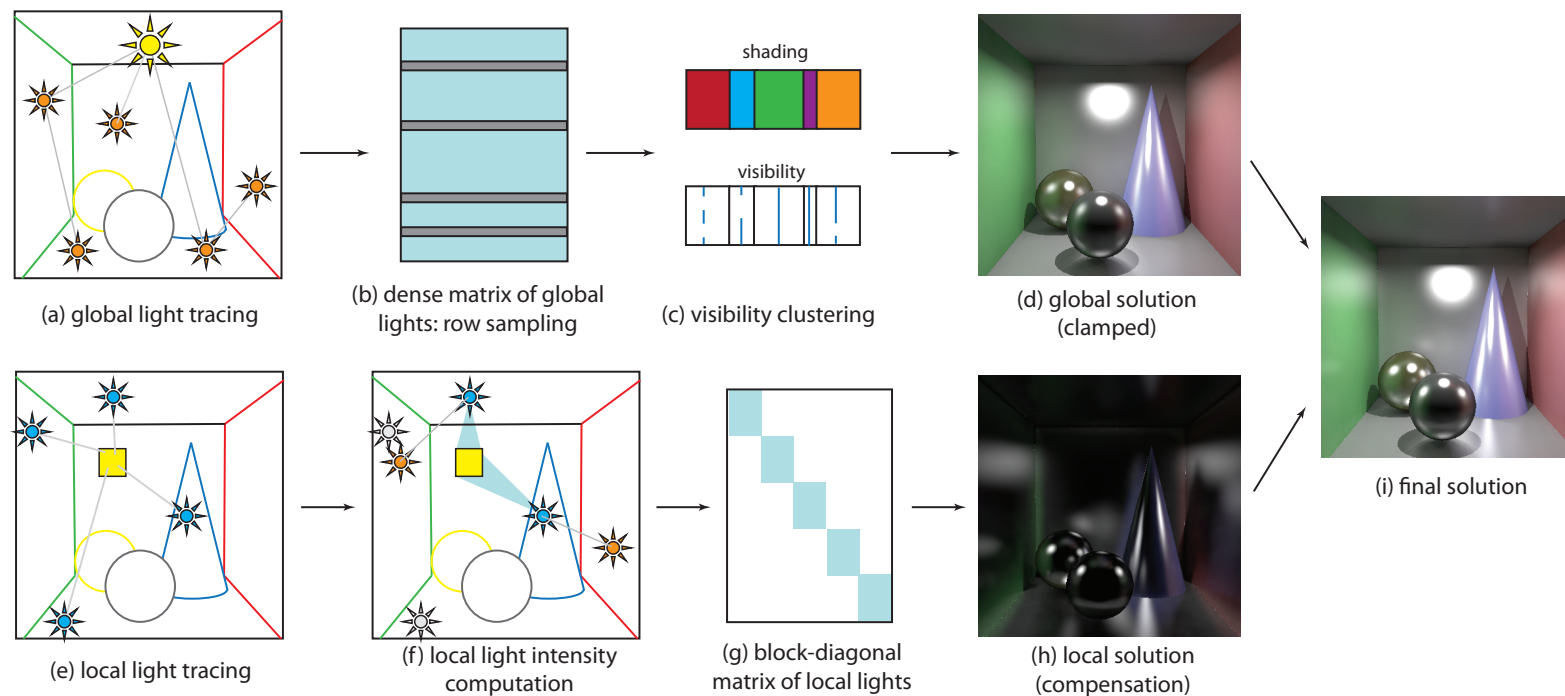 shading
visibility
(a) global light tracing
(b) dense matrix of global
lights: row sampling
(c) visibility clustering
(d) global solution
(clamped)
(e) local light tracing
(f) local light intensity
computation
(g) block-diagonal
matrix of local lights
(h) local solution
(compensation)
(i) final solution